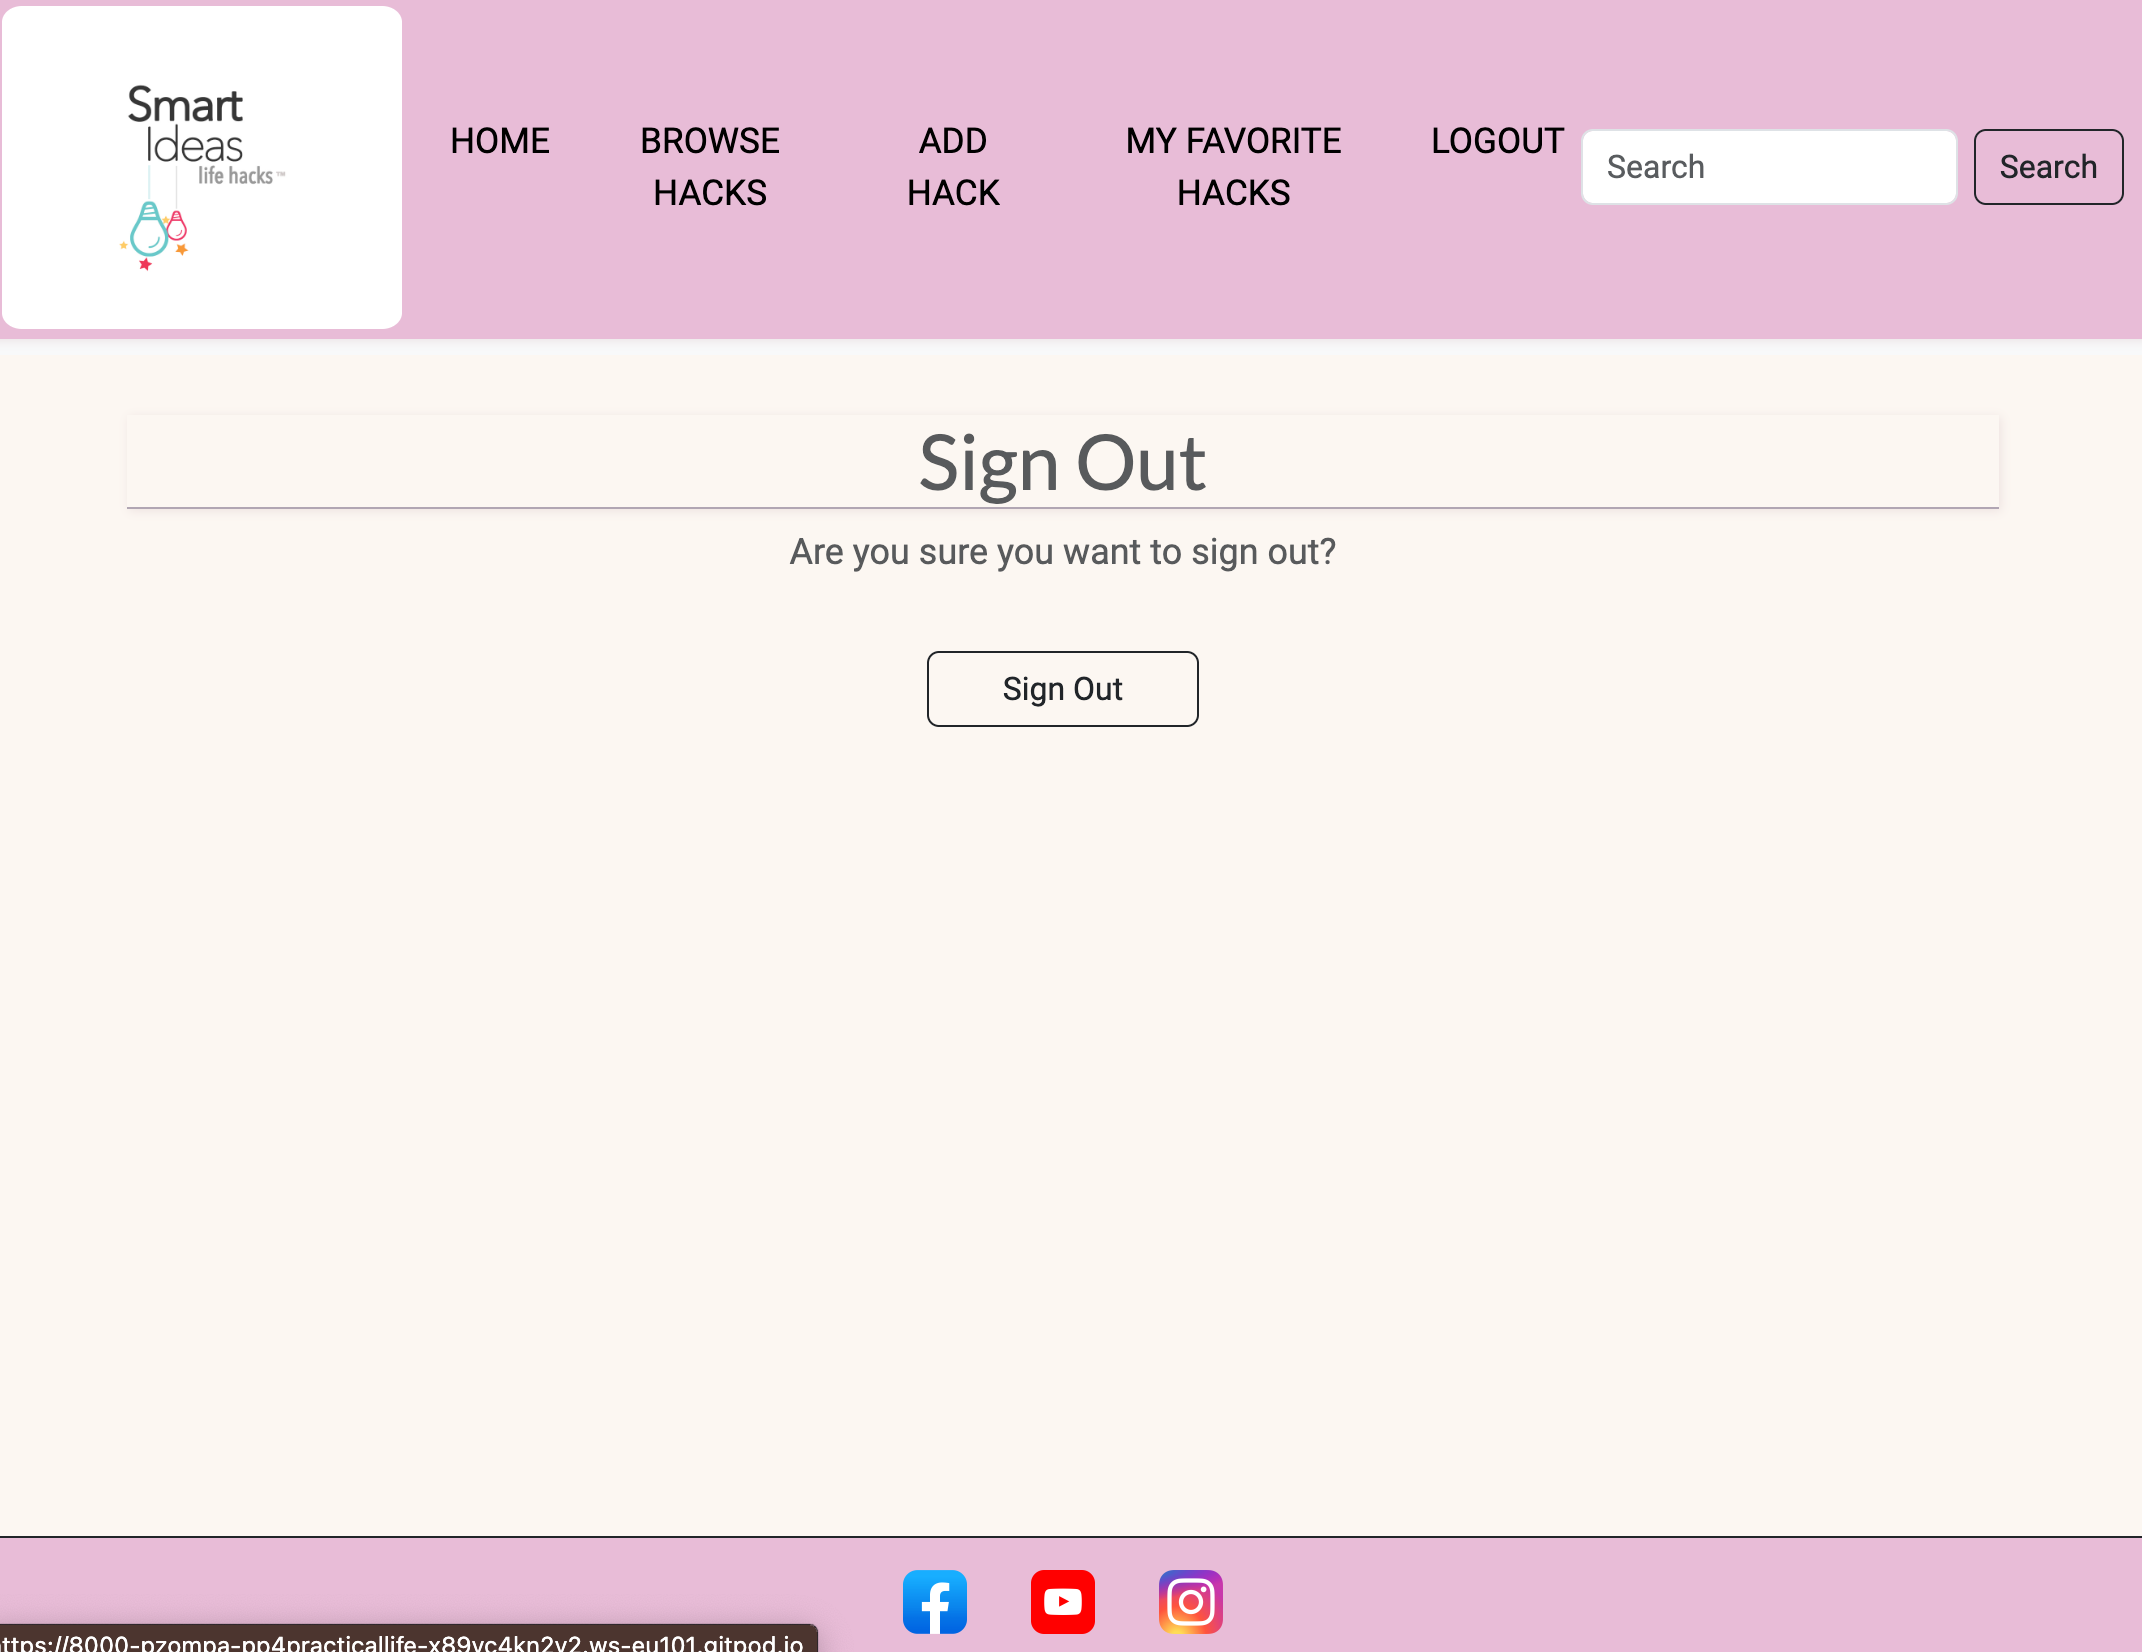 Smart
Ideas
life hacks™
HOME
BROWSE
HACKS
ADD
HACK
MY FAVORITE
HACKS
LOGOUT
Search
Search
Sign Out
Are you sure you want to sign out?
Sign Out
ttps://8000-pzompa-pp4practicallife-x89vc4kn2v2.ws-eu101.gitpod.io